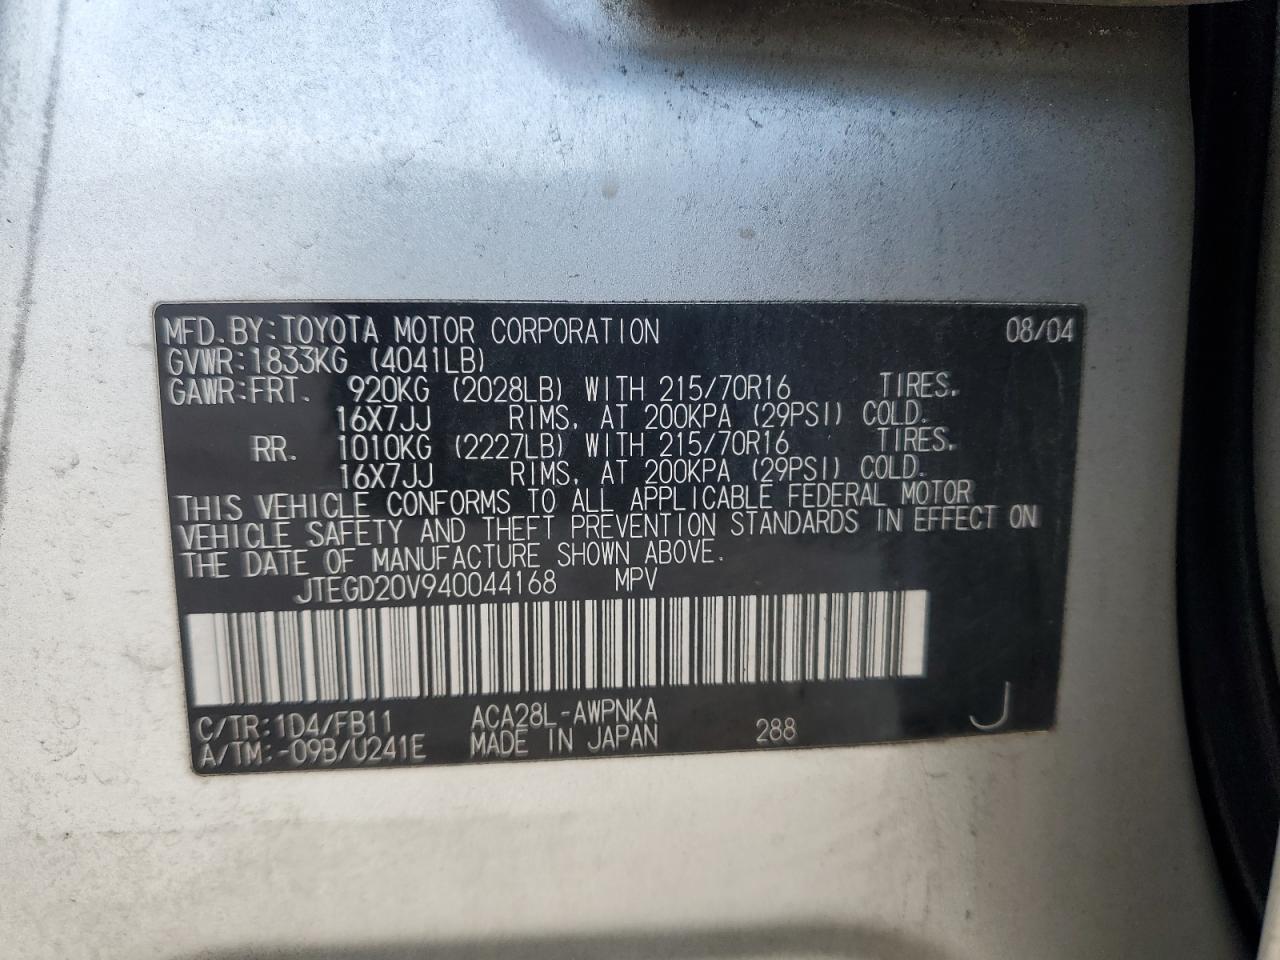 MFD.BY:TOYOTA MOTOR CORPORATION 08/04
GVWR:1833KG (4041LB)
GAWR:FRT. 920KG (2028LB) WITH 215/70R16 TIRES,
16X7JJ RIMS, AT 200KPA (29PSI) COLD.
RR. 1010KG (2227LB) WITH 215/70R16 TIRES,
16X7JJ RIMS, AT 200KPA (29PSI) COLD.
THIS VEHICLE CONFORMS TO ALL APPLICABLE FEDERAL MOTOR
VEHICLE SAFETY AND THEFT PREVENTION STANDARDS IN EFFECT ON
THE DATE OF MANUFACTURE SHOWN ABOVE.
JTEGD20V940044168 MPV
C/TR:1D4/FB11 ACA28L-AWPNKA
A/TM:-09B/U241E MADE IN JAPAN 288 J